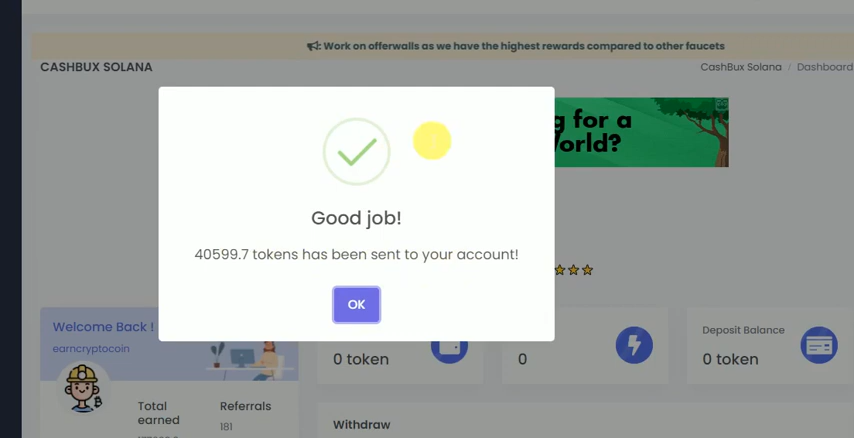 : Work on offerwalls as we have the highest rewards compared to other faucets
CASHBUX SOLANA
CashBux Solana / Dashboard
g for a
orld?
Good job!
40599.7 tokens has been sent to your account!
OK
Welcome Back !
earncryptocoin
0 token
0
Deposit Balance
0 token
Total
earned
Referrals
181
Withdraw